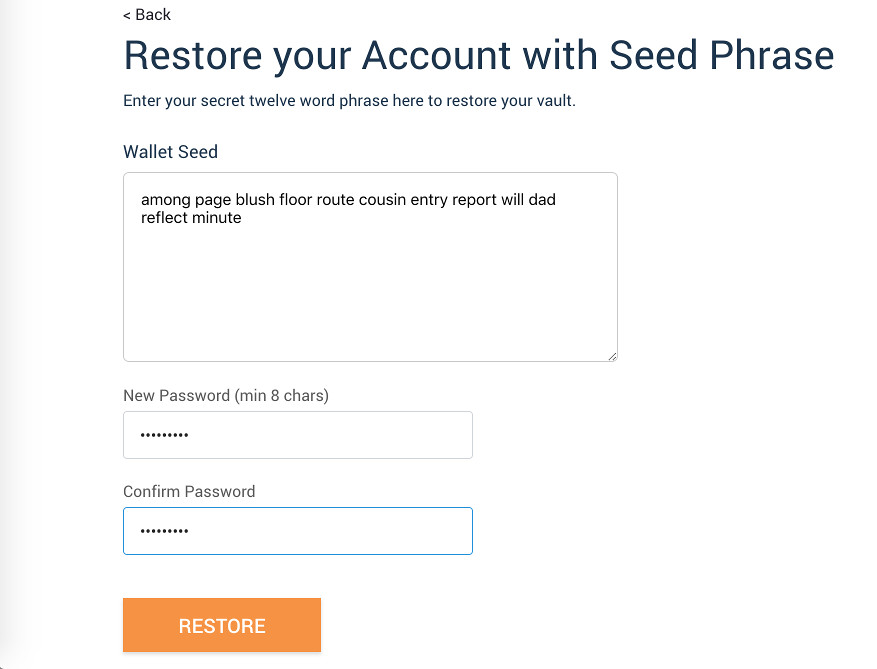 < Back
Restore your Account with Seed Phrase
Enter your secret twelve word phrase here to restore your vault.
Wallet Seed
among page blush floor route cousin entry report will dad
reflect minute
New Password (min 8 chars)
•••••••••
Confirm Password
•••••••••
RESTORE